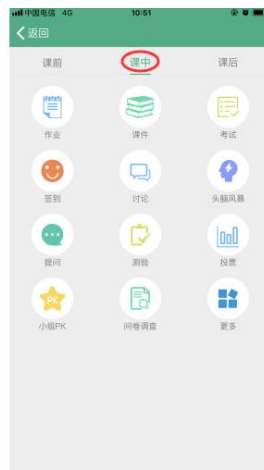 中国电信 4G 10:51
返回
课前 课中 课后
作业 课件 考试
签到 讨论 头脑风暴
提问 测验 投票
PK
小组PK 问卷调查 更多